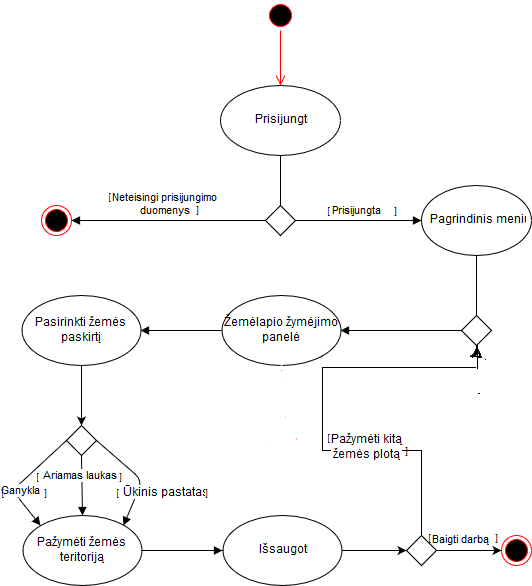 Prisijungt
[Neteisingi prisijungimo
duomenys ]
[Prisijungta ]
Pagrindinis meniu
Pasirinkti žemės
paskirtį
Žemėlapio žymėjimo
panelė
[Pažymėti kitą
žemės plotą ]
[ Ariamas laukas]
Ganykla ]
[ Ūkinis pastatas]
Pažymėti žemės
teritoriją
Išsaugot
[Baigti darbą ]